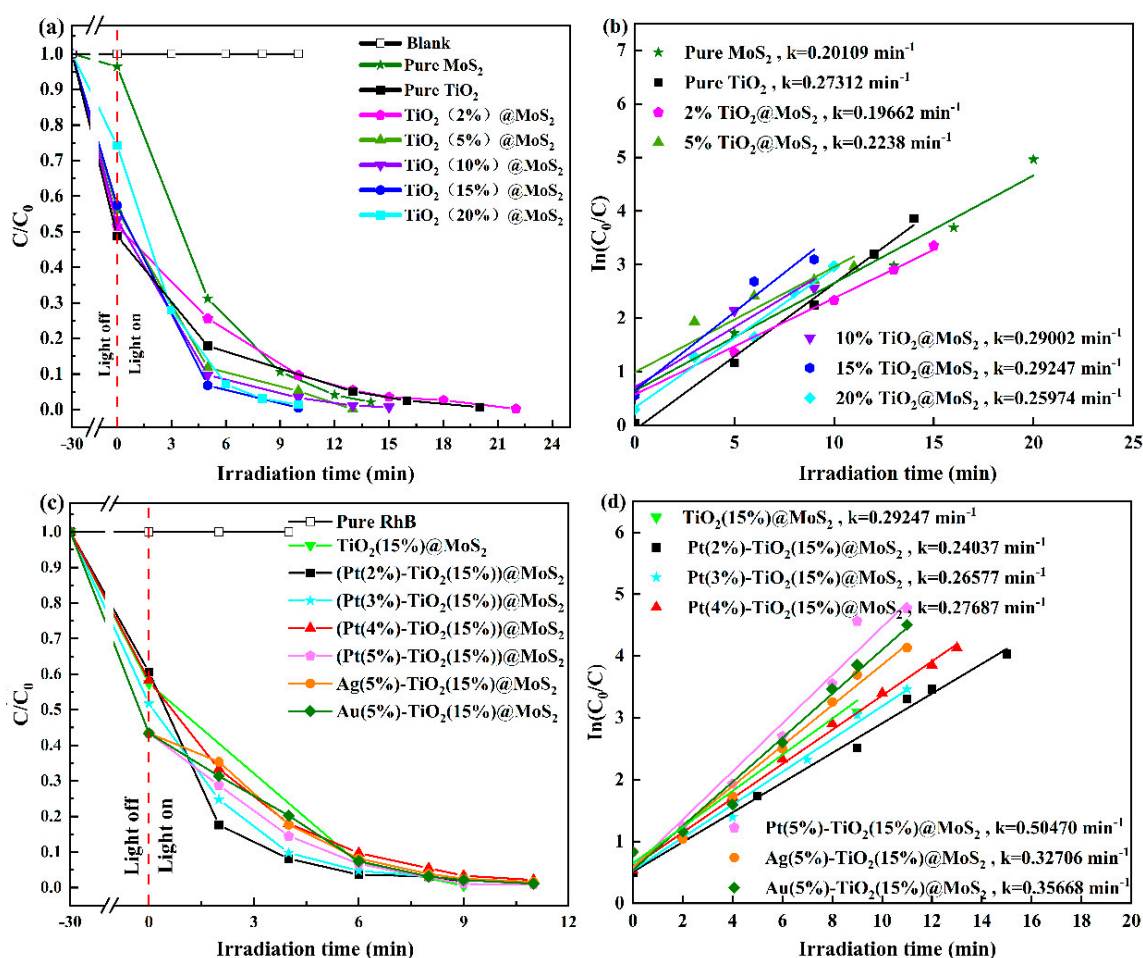 (a)
Blank
Pure MoS₂
Pure TiO₂
TiO₂（2%）@MoS₂
TiO₂（5%）@MoS₂
TiO₂（10%）@MoS₂
TiO₂（15%）@MoS₂
TiO₂（20%）@MoS₂
1.0
0.9
0.8
0.7
0.6
0.5
0.4
0.3
0.2
0.1
0.0
C/C₀
Light off
Light on
-30 0 3 6 9 12 15 18 21 24
Irradiation time (min)
(b)
Pure MoS₂ , k=0.20109 min⁻¹
Pure TiO₂ , k=0.27312 min⁻¹
2% TiO₂@MoS₂ , k=0.19662 min⁻¹
5% TiO₂@MoS₂ , k=0.2238 min⁻¹
10% TiO₂@MoS₂ , k=0.29002 min⁻¹
15% TiO₂@MoS₂ , k=0.29247 min⁻¹
20% TiO₂@MoS₂ , k=0.25974 min⁻¹
7
6
5
4
3
2
1
0
ln(C₀/C)
0 5 10 15 20 25
Irradiation time (min)
(c)
Pure RhB
TiO₂(15%)@MoS₂
(Pt(2%)-TiO₂(15%))@MoS₂
(Pt(3%)-TiO₂(15%))@MoS₂
(Pt(4%)-TiO₂(15%))@MoS₂
(Pt(5%)-TiO₂(15%))@MoS₂
Ag(5%)-TiO₂(15%)@MoS₂
Au(5%)-TiO₂(15%)@MoS₂
1.0
0.9
0.8
0.7
0.6
0.5
0.4
0.3
0.2
0.1
0.0
C/C₀
Light off
Light on
-30 0 3 6 9 12
Irradiation time (min)
(d)
TiO₂(15%)@MoS₂ , k=0.29247 min⁻¹
Pt(2%)-TiO₂(15%)@MoS₂ , k=0.24037 min⁻¹
Pt(3%)-TiO₂(15%)@MoS₂ , k=0.26577 min⁻¹
Pt(4%)-TiO₂(15%)@MoS₂ , k=0.27687 min⁻¹
Pt(5%)-TiO₂(15%)@MoS₂ , k=0.50470 min⁻¹
Ag(5%)-TiO₂(15%)@MoS₂ , k=0.32706 min⁻¹
Au(5%)-TiO₂(15%)@MoS₂ , k=0.35668 min⁻¹
6
5
4
3
2
1
0
ln(C₀/C)
0 2 4 6 8 10 12 14 16 18 20
Irradiation time (min)